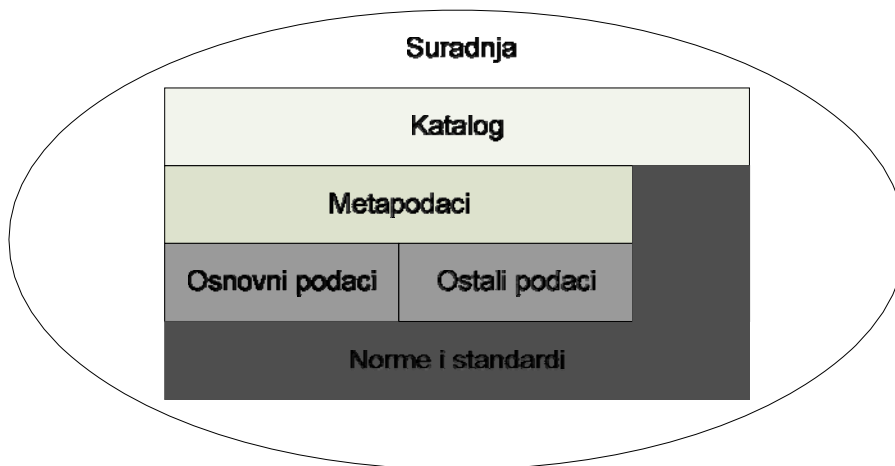 Suradnja
Katalog
Metapodaci
Osnovni podaci
Ostali podaci
Norme i standardi